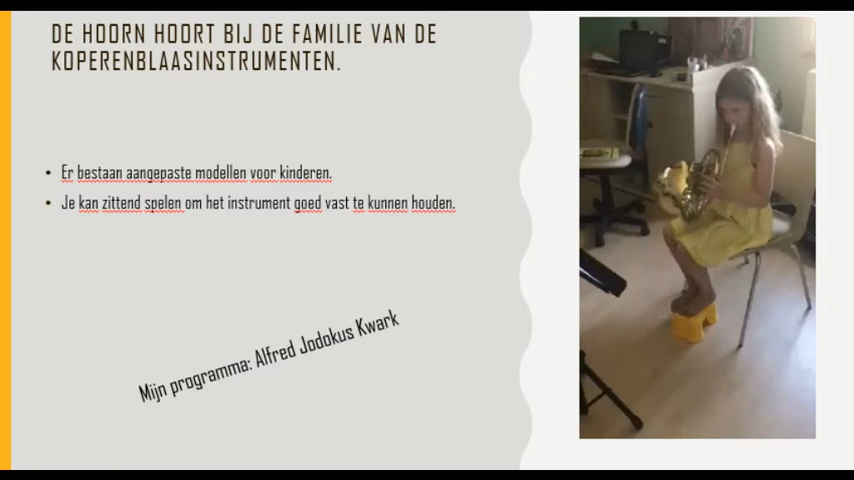 DE HOORN HOORT BIJ DE FAMILIE VAN DE
KOPERENBLAASINSTRUMENTEN.
• Er bestaan aangepaste modellen voor kinderen.
• Je kan zittend spelen om het instrument goed vast te kunnen houden.
Mijn programma: Alfred Jodokus Kwark